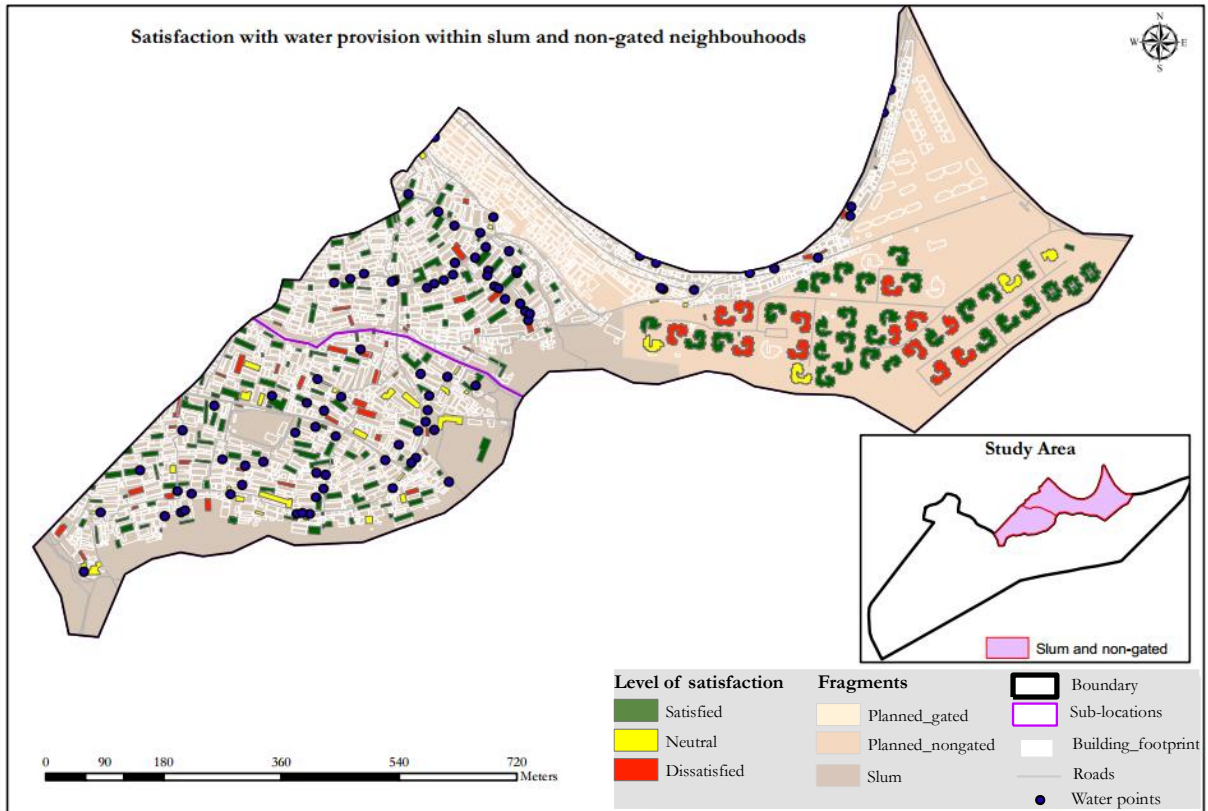 Satisfaction with water provision within slum and non-gated neighbouhoods
N
W E
S
Study Area
Slum and non-gated
Level of satisfaction
Satisfied
Neutral
Dissatisfied
Fragments
Planned_gated
Planned_nongated
Slum
Boundary
Sub-locations
Building_footprint
Roads
Water points
0 90 180 360 540 720
Meters